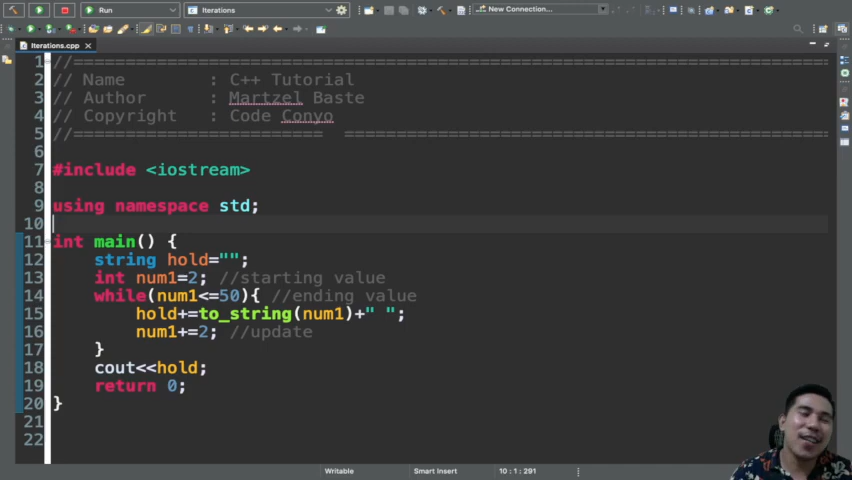 Run
Iterations
New Connection...
Iterations.cpp
1 //=========================================================================
2 // Name : C++ Tutorial
3 // Author : Martzel Baste
4 // Copyright : Code Conyo
5 //======================== ===============================================
6
7 #include <iostream>
8
9 using namespace std;
10
11 int main() {
12 string hold="";
13 int num1=2; //starting value
14 while(num1<=50){ //ending value
15 hold+=to_string(num1)+" ";
16 num1+=2; //update
17 }
18 cout<<hold;
19 return 0;
20 }
21
22
Writable Smart Insert 10 : 1 : 291